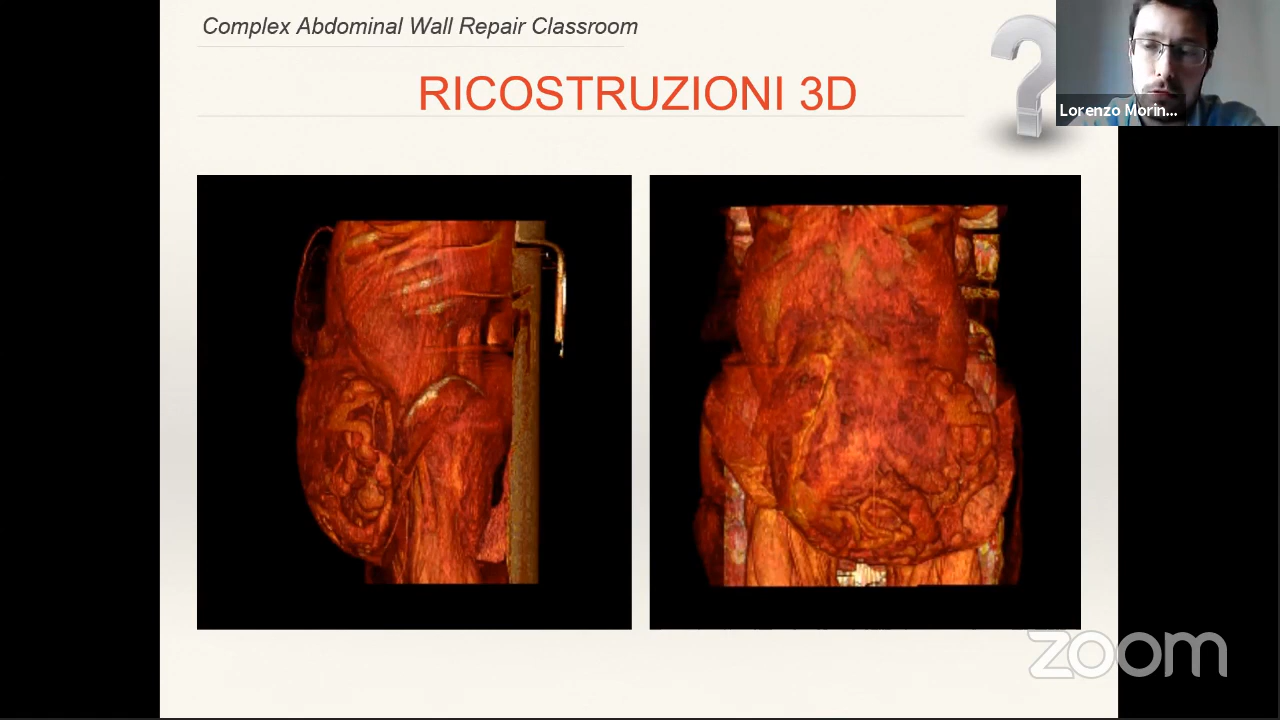 Complex Abdominal Wall Repair Classroom
RICOSTRUZIONI 3D
?
Lorenzo Morin...
zoom